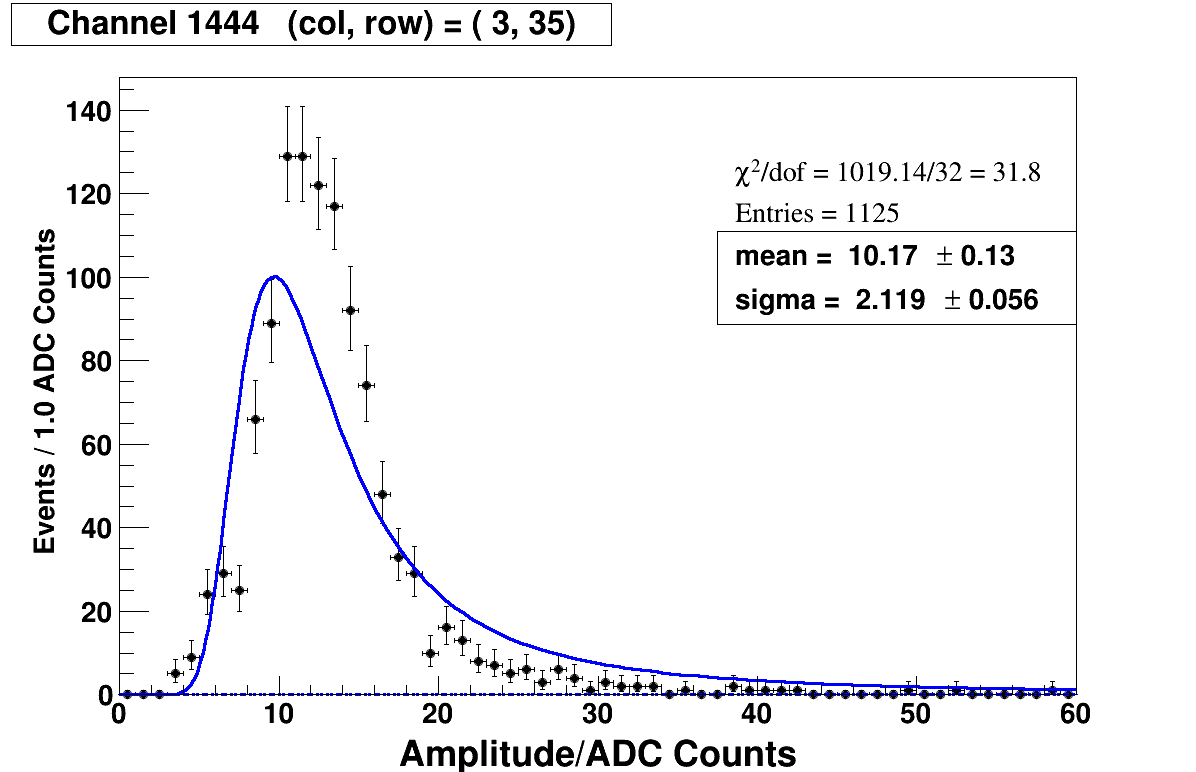 Channel 1444 (col, row) = ( 3, 35)
140
120
100
80
60
40
20
0
Events / 1.0 ADC Counts
χ²/dof = 1019.14/32 = 31.8
Entries = 1125
mean = 10.17 ± 0.13
sigma = 2.119 ± 0.056
0 10 20 30 40 50 60
Amplitude/ADC Counts